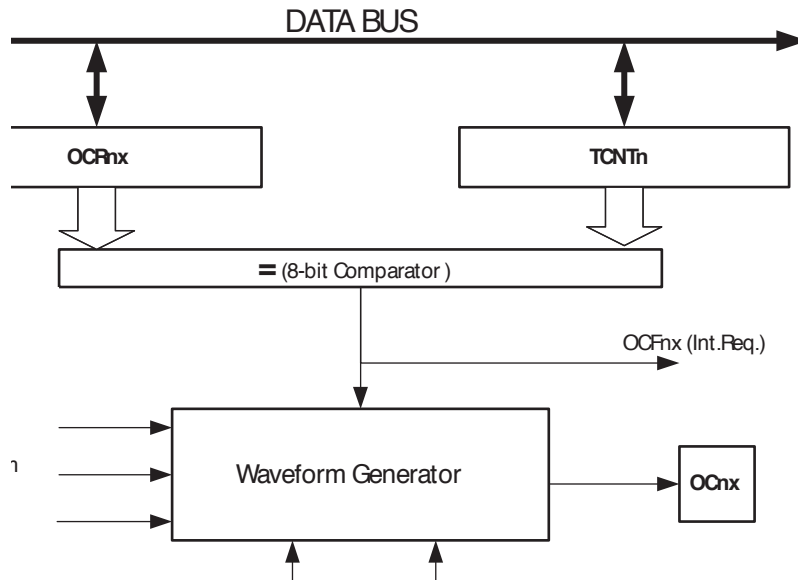 DATA BUS
OCRnx
TCNTn
= (8-bit Comparator )
OCFnx (Int.Req.)
Waveform Generator
OCnx